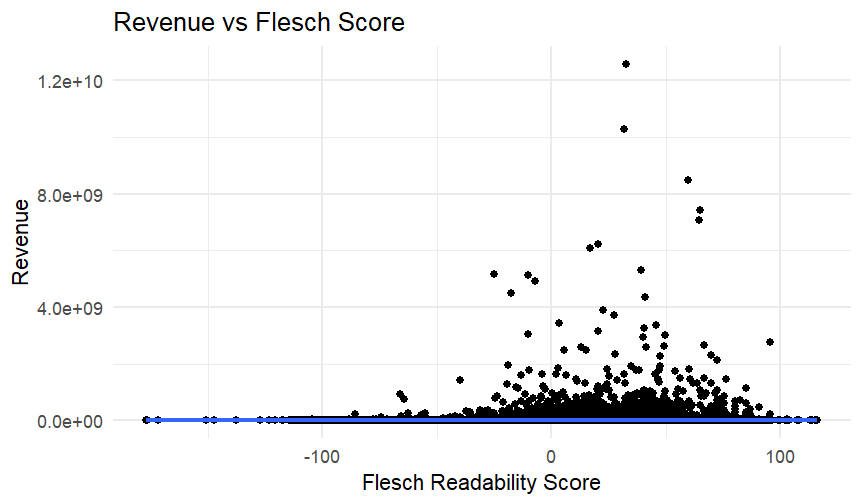 Revenue vs Flesch Score
1.2e+10
8.0e+09
4.0e+09
0.0e+00
Revenue
-100
0
100
Flesch Readability Score